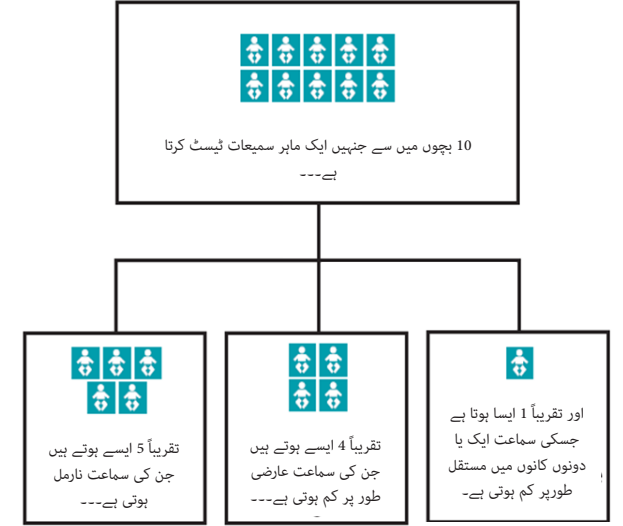 10 بچوں میں سے جنہیں ایک ماہر سمیعات ٹیسٹ کرتا
ہے۔۔۔
تقریباً 5 ایسے ہوتے ہیں
جن کی سماعت نارمل
ہوتی ہے۔۔۔
تقریباً 4 ایسے ہوتے ہیں
جن کی سماعت عارضی
طور پر کم ہوتی ہے۔۔۔
اور تقریباً 1 ایسا ہوتا ہے
جسکی سماعت ایک یا
دونوں کانوں میں مستقل
طورپر کم ہوتی ہے۔